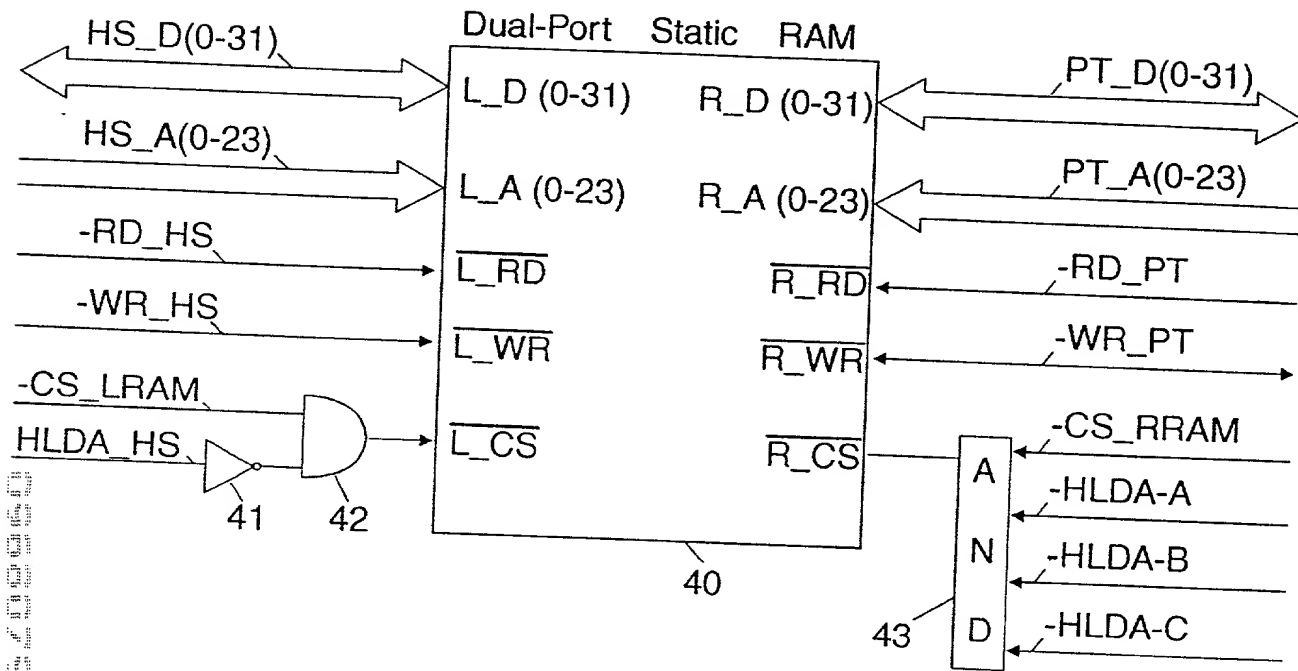 Dual-Port Static RAM
HS_D(0-31)
HS_A(0-23)
-RD_HS
-WR_HS
-CS_LRAM
HLDA_HS
41
42
L_D (0-31)
L_A (0-23)
L_RD
L_WR
L_CS
R_D (0-31)
R_A (0-23)
R_RD
R_WR
R_CS
40
PT_D(0-31)
PT_A(0-23)
-RD_PT
-WR_PT
-CS_RRAM
-HLDA-A
-HLDA-B
-HLDA-C
A
N
D
43